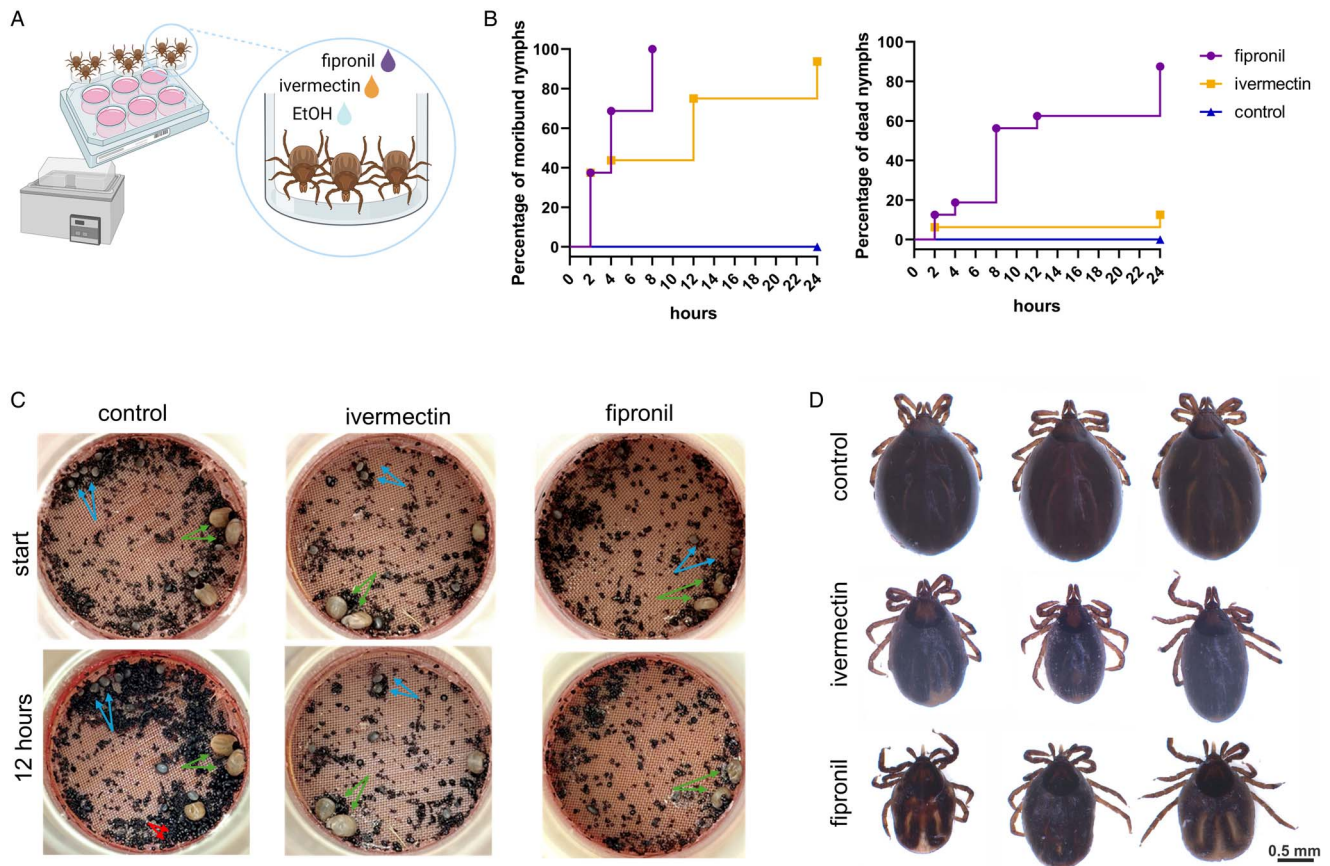 A
fipronil
ivermectin
EtOH
B
Percentage of moribund nymphs
100
80
60
40
20
0
0 2 4 6 8 10 12 14 16 18 20 22 24
hours
Percentage of dead nymphs
100
80
60
40
20
0
0 2 4 6 8 10 12 14 16 18 20 22 24
hours
fipronil
ivermectin
control
C
control
ivermectin
fipronil
start
12 hours
D
control
ivermectin
fipronil
0.5 mm